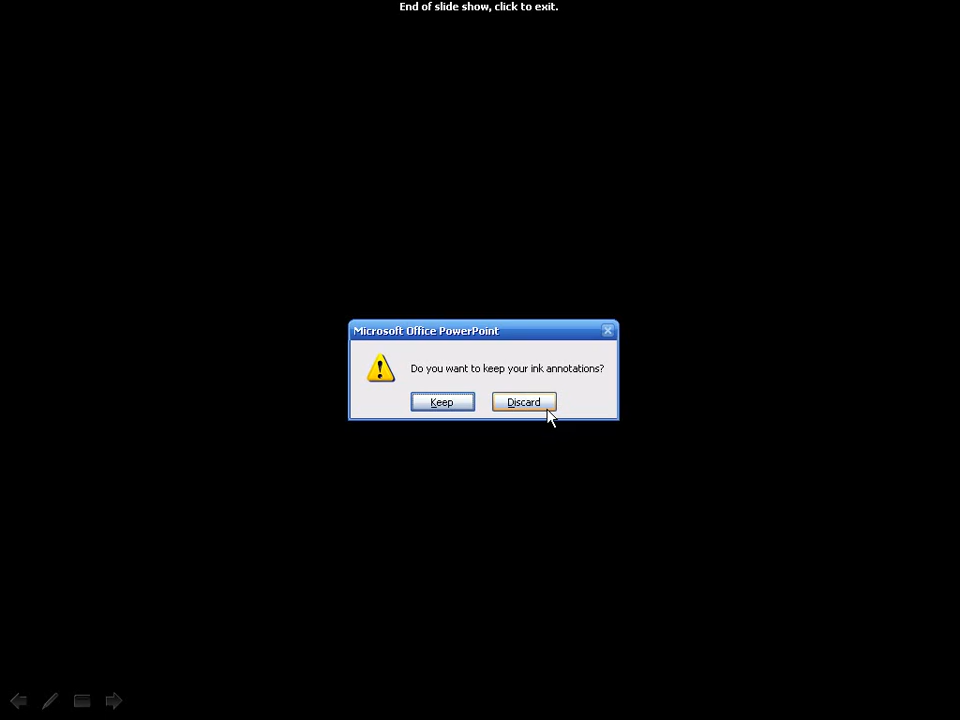 End of slide show, click to exit.
Microsoft Office PowerPoint
Do you want to keep your ink annotations?
Keep Discard